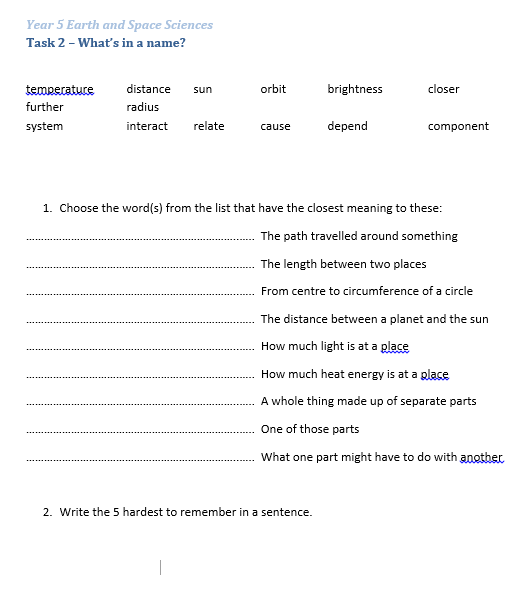 Year 5 Earth and Space Sciences
Task 2 – What's in a name?
temperature distance sun orbit brightness closer
further radius
system interact relate cause depend component
1. Choose the word(s) from the list that have the closest meaning to these:
........................................................................ The path travelled around something
........................................................................ The length between two places
........................................................................ From centre to circumference of a circle
........................................................................ The distance between a planet and the sun
........................................................................ How much light is at a place
........................................................................ How much heat energy is at a place
........................................................................ A whole thing made up of separate parts
........................................................................ One of those parts
........................................................................ What one part might have to do with another
2. Write the 5 hardest to remember in a sentence.